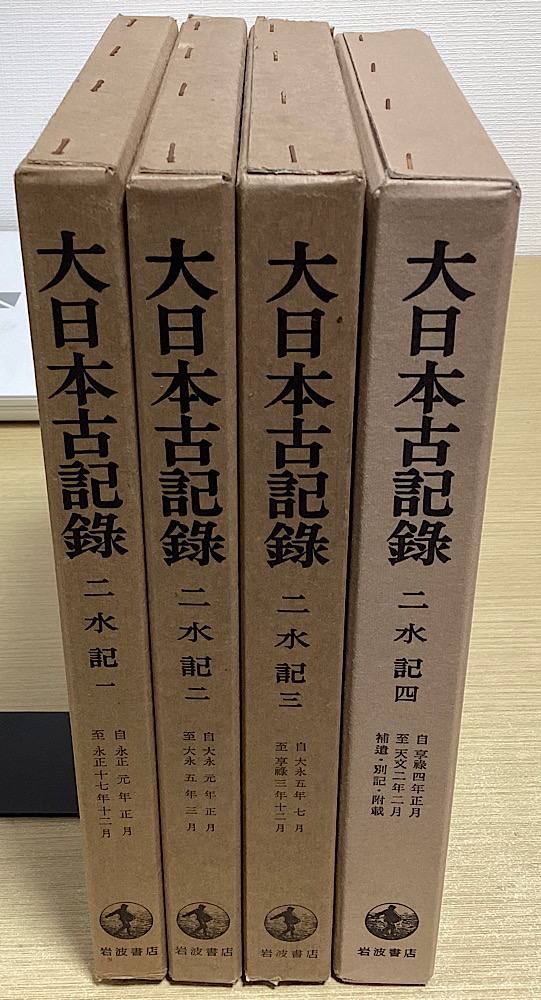 大日本古記錄
二水記一
自 永正元年正月
至 永正十七年十二月
岩波書店
大日本古記錄
二水記二
自 大永元年正月
至 大永五年三月
岩波書店
大日本古記錄
二水記三
自 大永五年七月
至 享祿三年十二月
岩波書店
大日本古記錄
二水記四
自 享祿四年正月
至 天文二年二月
補遺・別記・附載
岩波書店